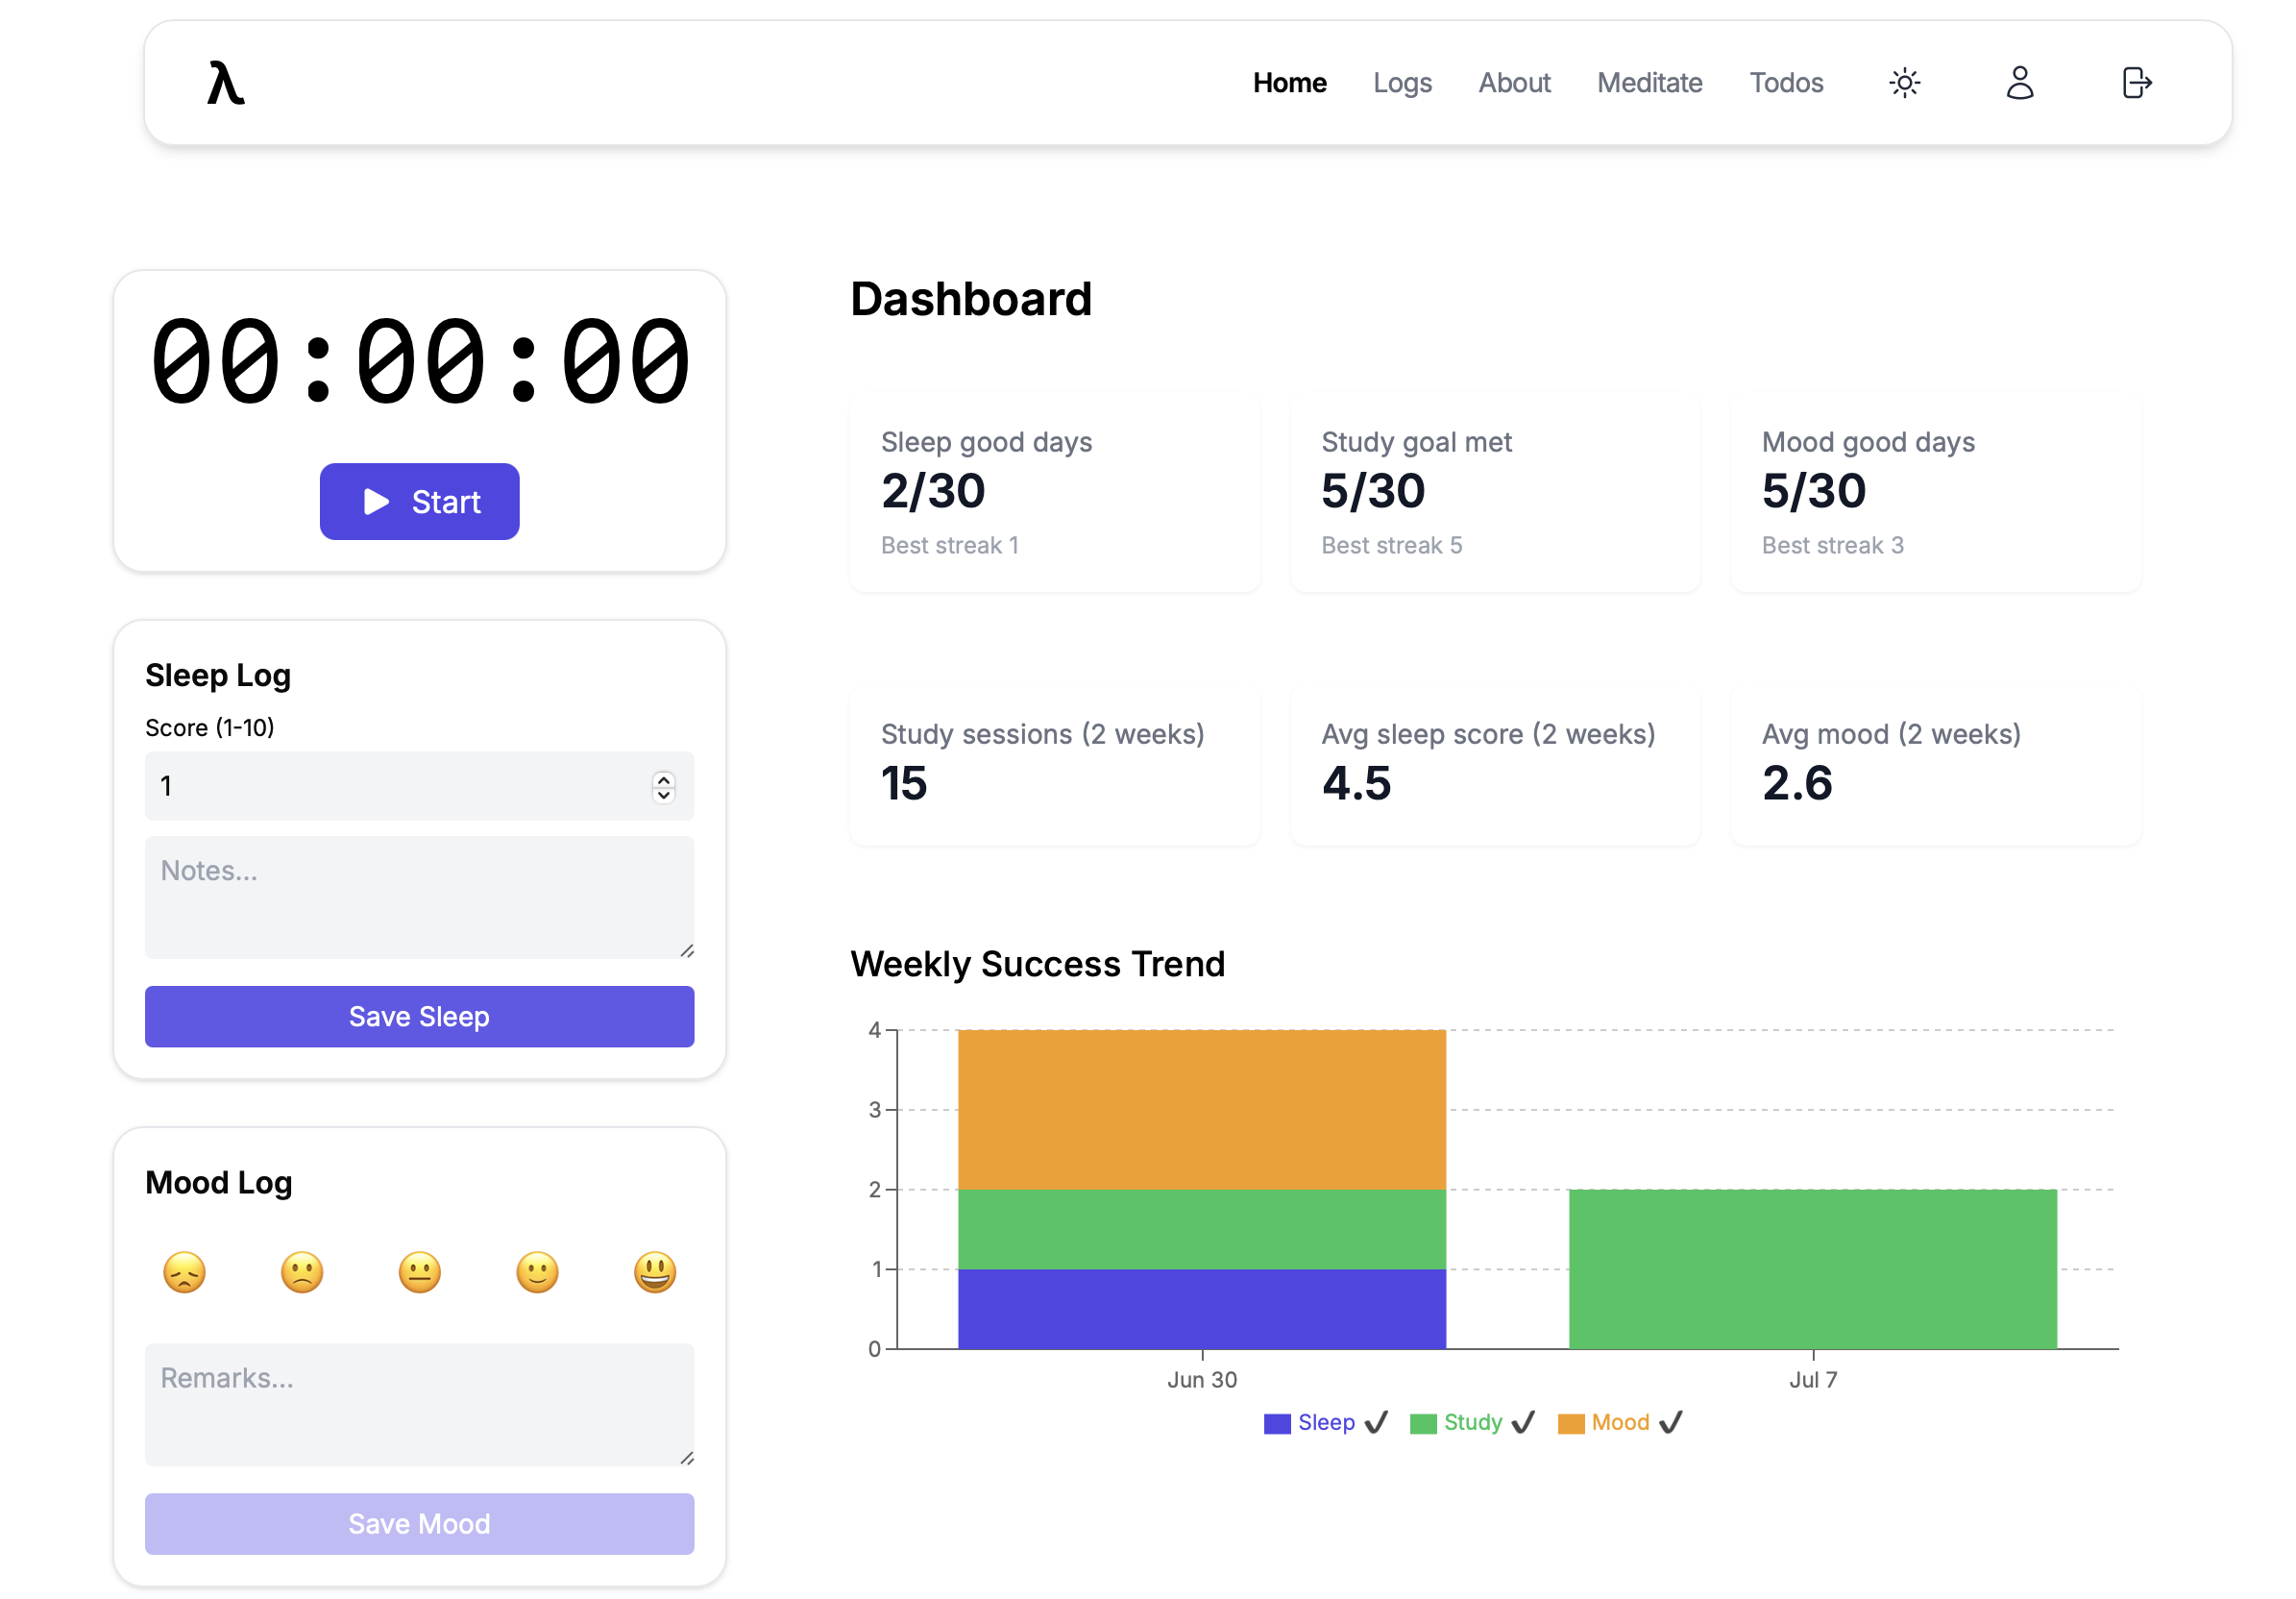 λ
Home Logs About Meditate Todos
00:00:00
Start
Sleep Log
Score (1-10)
1
Notes...
Save Sleep
Mood Log
Remarks...
Save Mood
Dashboard
Sleep good days
2/30
Best streak 1
Study goal met
5/30
Best streak 5
Mood good days
5/30
Best streak 3
Study sessions (2 weeks)
15
Avg sleep score (2 weeks)
4.5
Avg mood (2 weeks)
2.6
Weekly Success Trend
4
3
2
1
0
Jun 30 Jul 7
Sleep ✔ Study ✔ Mood ✔